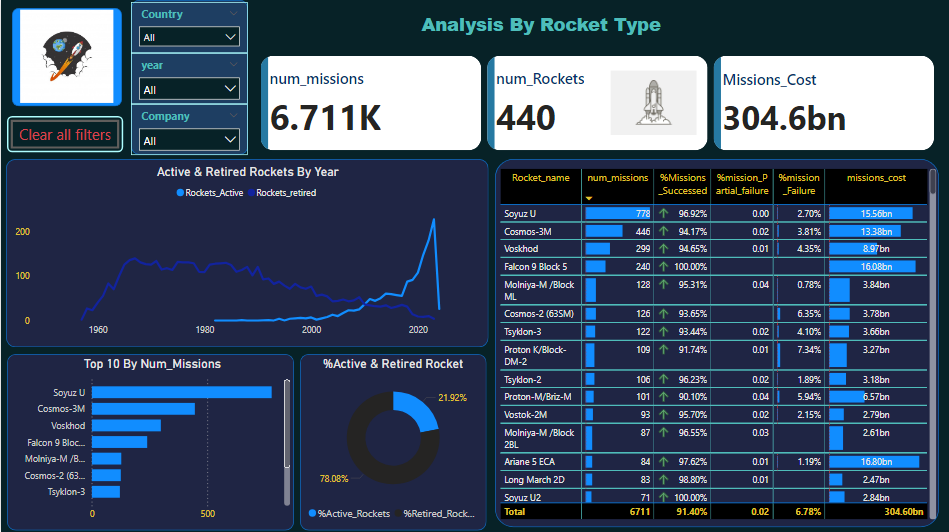 Country
All
year
All
Company
All
Clear all filters
Analysis By Rocket Type
num_missions
6.711K
num_Rockets
440
Missions_Cost
304.6bn
Active & Retired Rockets By Year
Rockets_Active Rockets_retired
200
100
0
1960 1980 2000 2020
Top 10 By Num_Missions
Soyuz U
Cosmos-3M
Voskhod
Falcon 9 Bloc...
Molniya-M /B...
Cosmos-2 (63...
Tsyklon-3
0 500
%Active & Retired Rocket
21.92%
78.08%
%Active_Rockets %Retired_Rock...
Rocket_name num_missions %Missions _Successed %mission_P artial_failure %mission _Failure missions_cost
Soyuz U 778 96.92% 0.00 2.70% 15.56bn
Cosmos-3M 446 94.17% 0.02 3.81% 13.38bn
Voskhod 299 94.65% 0.01 4.35% 8.97bn
Falcon 9 Block 5 240 100.00% 16.08bn
Molniya-M /Block ML 128 95.31% 0.04 0.78% 3.84bn
Cosmos-2 (63SM) 126 93.65% 6.35% 3.78bn
Tsyklon-3 122 93.44% 0.02 4.10% 3.66bn
Proton K/Block-DM-2 109 91.74% 0.01 7.34% 3.27bn
Tsyklon-2 106 96.23% 0.02 1.89% 3.18bn
Proton-M/Briz-M 101 90.10% 0.04 5.94% 6.57bn
Vostok-2M 93 95.70% 0.02 2.15% 2.79bn
Molniya-M /Block 2BL 87 96.55% 0.03 2.61bn
Ariane 5 ECA 84 97.62% 0.01 1.19% 16.80bn
Long March 2D 83 98.80% 0.01 2.47bn
Soyuz U2 71 100.00% 2.84bn
Total 6711 91.40% 0.02 6.78% 304.60bn